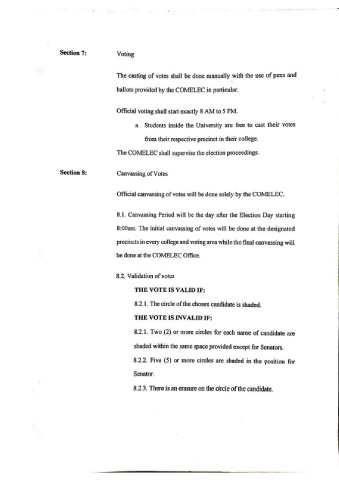 Section 7: Voting
The casting of votes shall be done manually with the use of pens and
ballots provided by the COMELEC in particular.
Official voting shall start exactly 8 AM to 5 PM.
a. Students inside the University are free to cast their votes
from their respective precinct in their college.
The COMELEC shall supervise the election proceedings.
Section 8: Canvassing of Votes
Official canvassing of votes will be done solely by the COMELEC.
8.1. Canvassing Period will be the day after the Election Day starting
8:00am. The initial canvassing of votes will be done at the designated
precincts in every college and voting area while the final canvassing will
be done at the COMELEC Office.
8.2. Validation of votes
THE VOTE IS VALID IF:
8.2.1. The circle of the chosen candidate is shaded.
THE VOTE IS INVALID IF:
8.2.1. Two (2) or more circles for each name of candidate are
shaded within the same space provided except for Senators.
8.2.2. Five (5) or more circles are shaded in the position for
Senator.
8.2.3. There is an erasure on the circle of the candidate.